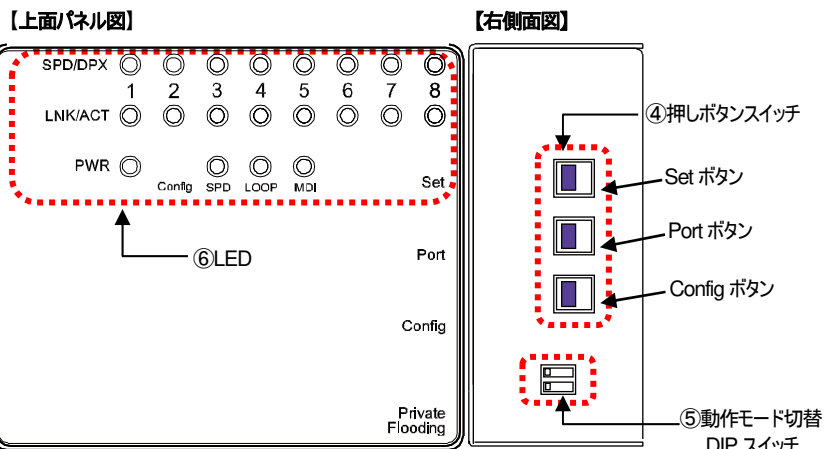 【上面パネル図】
SPD/DPX
1 2 3 4 5 6 7 8
LNK/ACT
PWR
Config SPD LOOP MDI
Set
⑥LED
Port
Config
Private
Flooding
【右側面図】
④押しボタンスイッチ
Set ボタン
Port ボタン
Config ボタン
⑤動作モード切替
DIP スイッチ